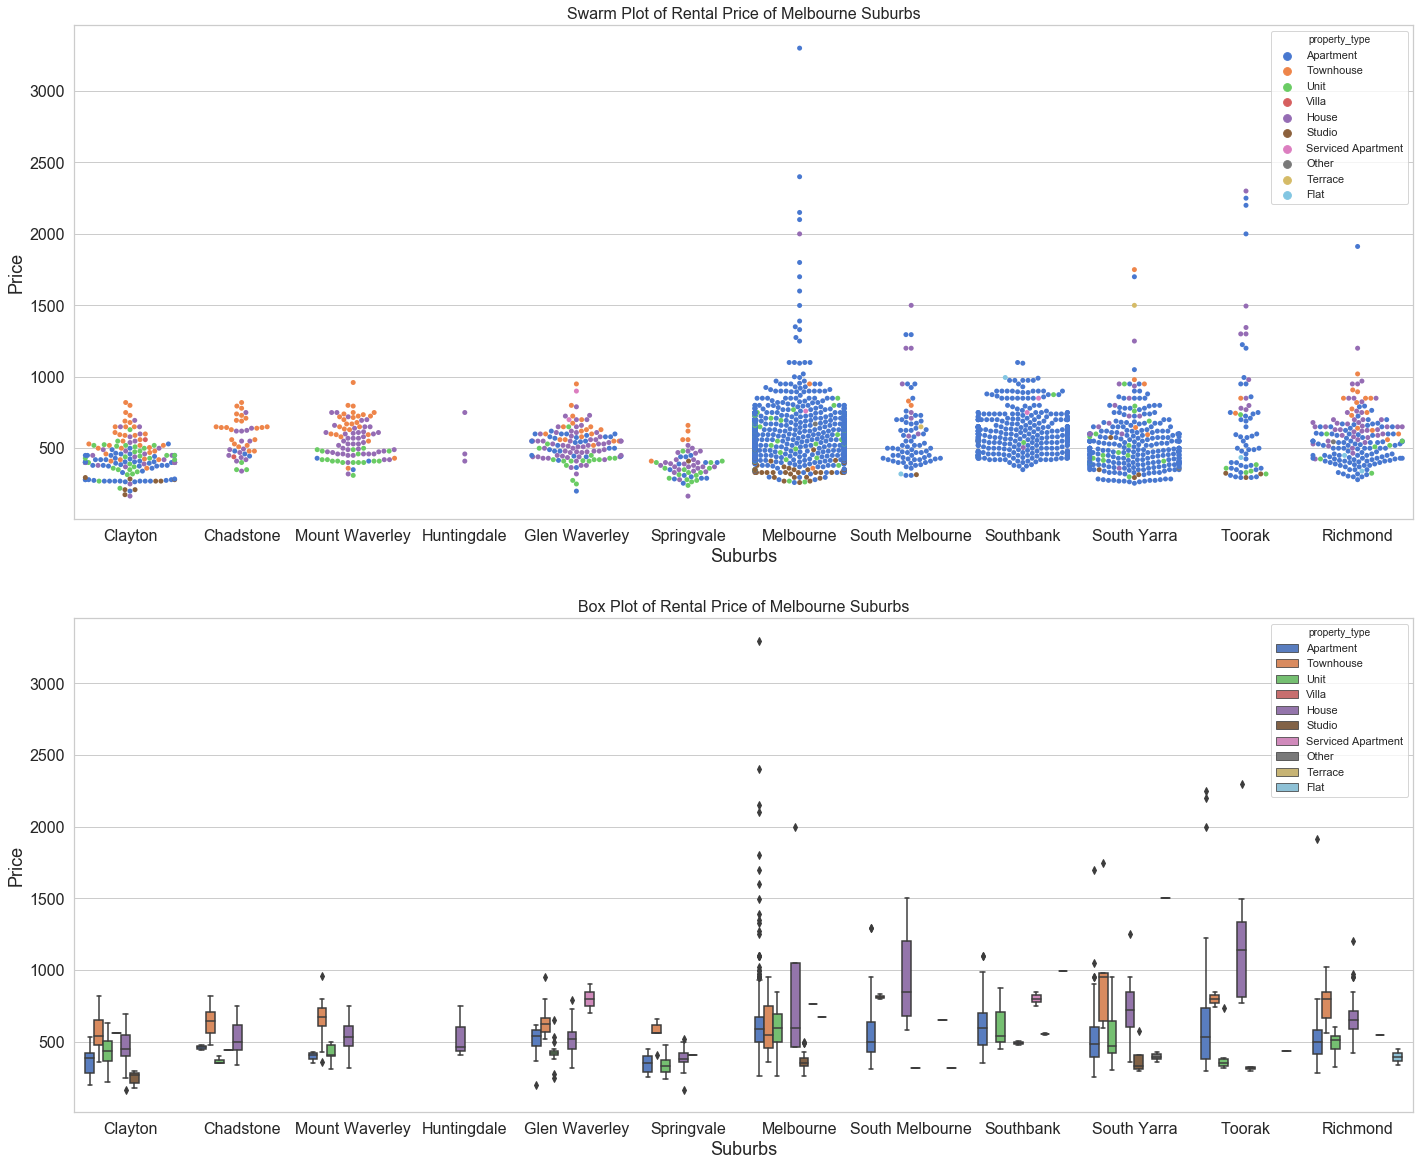 Swarm Plot of Rental Price of Melbourne Suburbs
Price
3000
2500
2000
1500
1000
500
property_type
Apartment
Townhouse
Unit
Villa
House
Studio
Serviced Apartment
Other
Terrace
Flat
Clayton Chadstone Mount Waverley Huntingdale Glen Waverley Springvale Melbourne South Melbourne Southbank South Yarra Toorak Richmond
Suburbs
Box Plot of Rental Price of Melbourne Suburbs
Price
3000
2500
2000
1500
1000
500
property_type
Apartment
Townhouse
Unit
Villa
House
Studio
Serviced Apartment
Other
Terrace
Flat
Clayton Chadstone Mount Waverley Huntingdale Glen Waverley Springvale Melbourne South Melbourne Southbank South Yarra Toorak Richmond
Suburbs